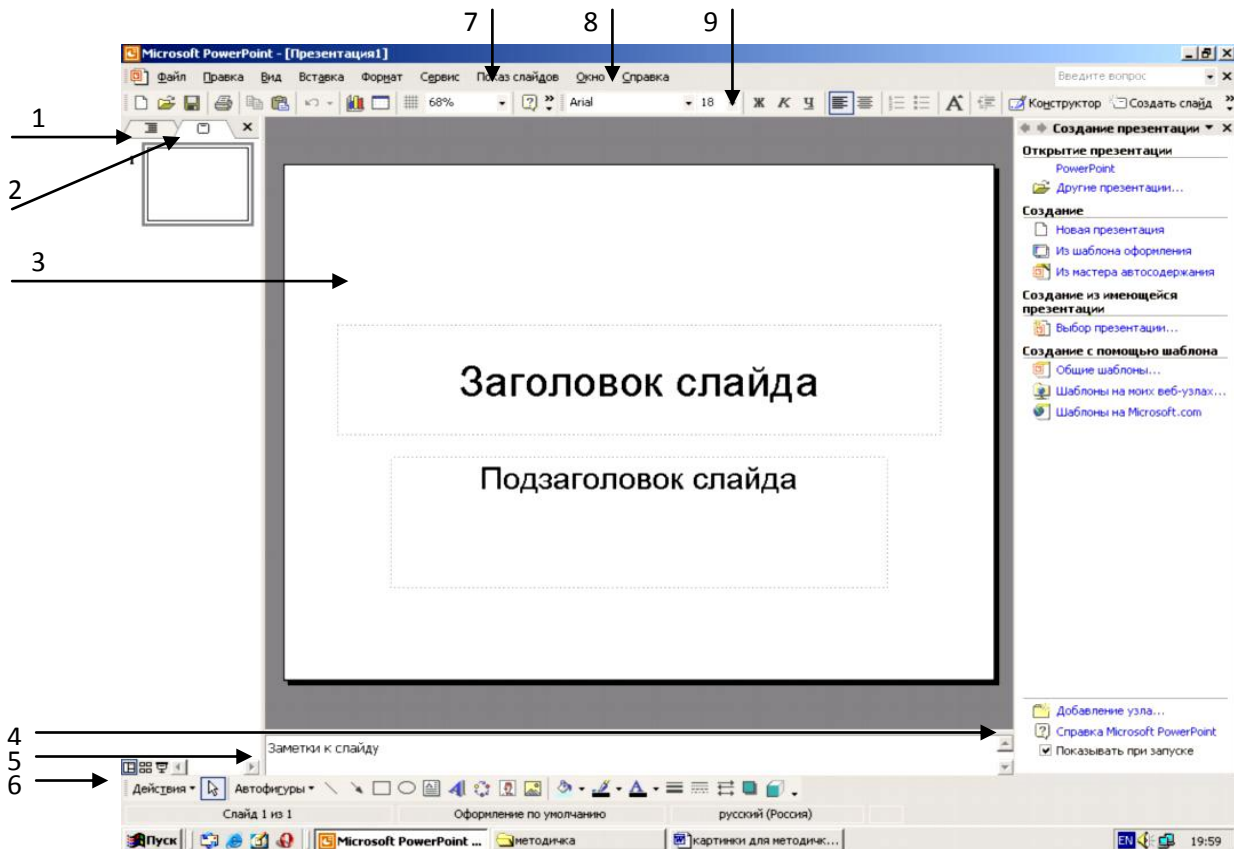 7 8 9
Microsoft PowerPoint - [Презентация1]
Файл Правка Вид Вставка Формат Сервис Показ слайдов Окно Справка Введите вопрос
68% Arial 18 Ж К Ч Конструктор Создать слайд
1
2
3
4
5
6
1
Заголовок слайда
Подзаголовок слайда
Заметки к слайду
Создание презентации
Открытие презентации
PowerPoint
Другие презентации...
Создание
Новая презентация
Из шаблона оформления
Из мастера автосодержания
Создание из имеющейся
презентации
Выбор презентации...
Создание с помощью шаблона
Общие шаблоны...
Шаблоны на моих веб-узлах...
Шаблоны на Microsoft.com
Добавление узла...
Справка Microsoft PowerPoint
Показывать при запуске
Действия Автофигуры
Слайд 1 из 1 Оформление по умолчанию русский (Россия)
Пуск Microsoft PowerPoint ... методичка картинки для методичк... EN 19:59